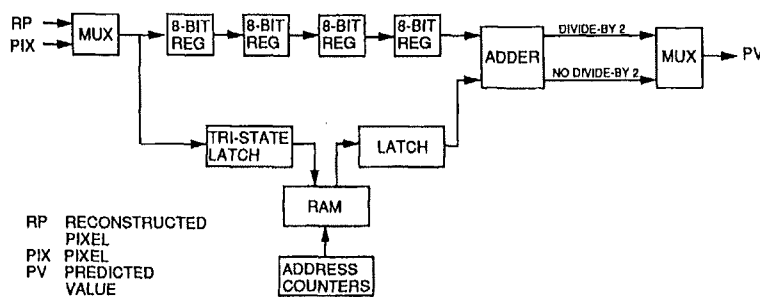 RP
PIX
MUX
8-BIT
REG
8-BIT
REG
8-BIT
REG
8-BIT
REG
ADDER
DIVIDE-BY 2
NO DIVIDE-BY 2
MUX
PV
TRI-STATE
LATCH
LATCH
RAM
ADDRESS
COUNTERS
RP RECONSTRUCTED
PIXEL
PIX PIXEL
PV PREDICTED
VALUE